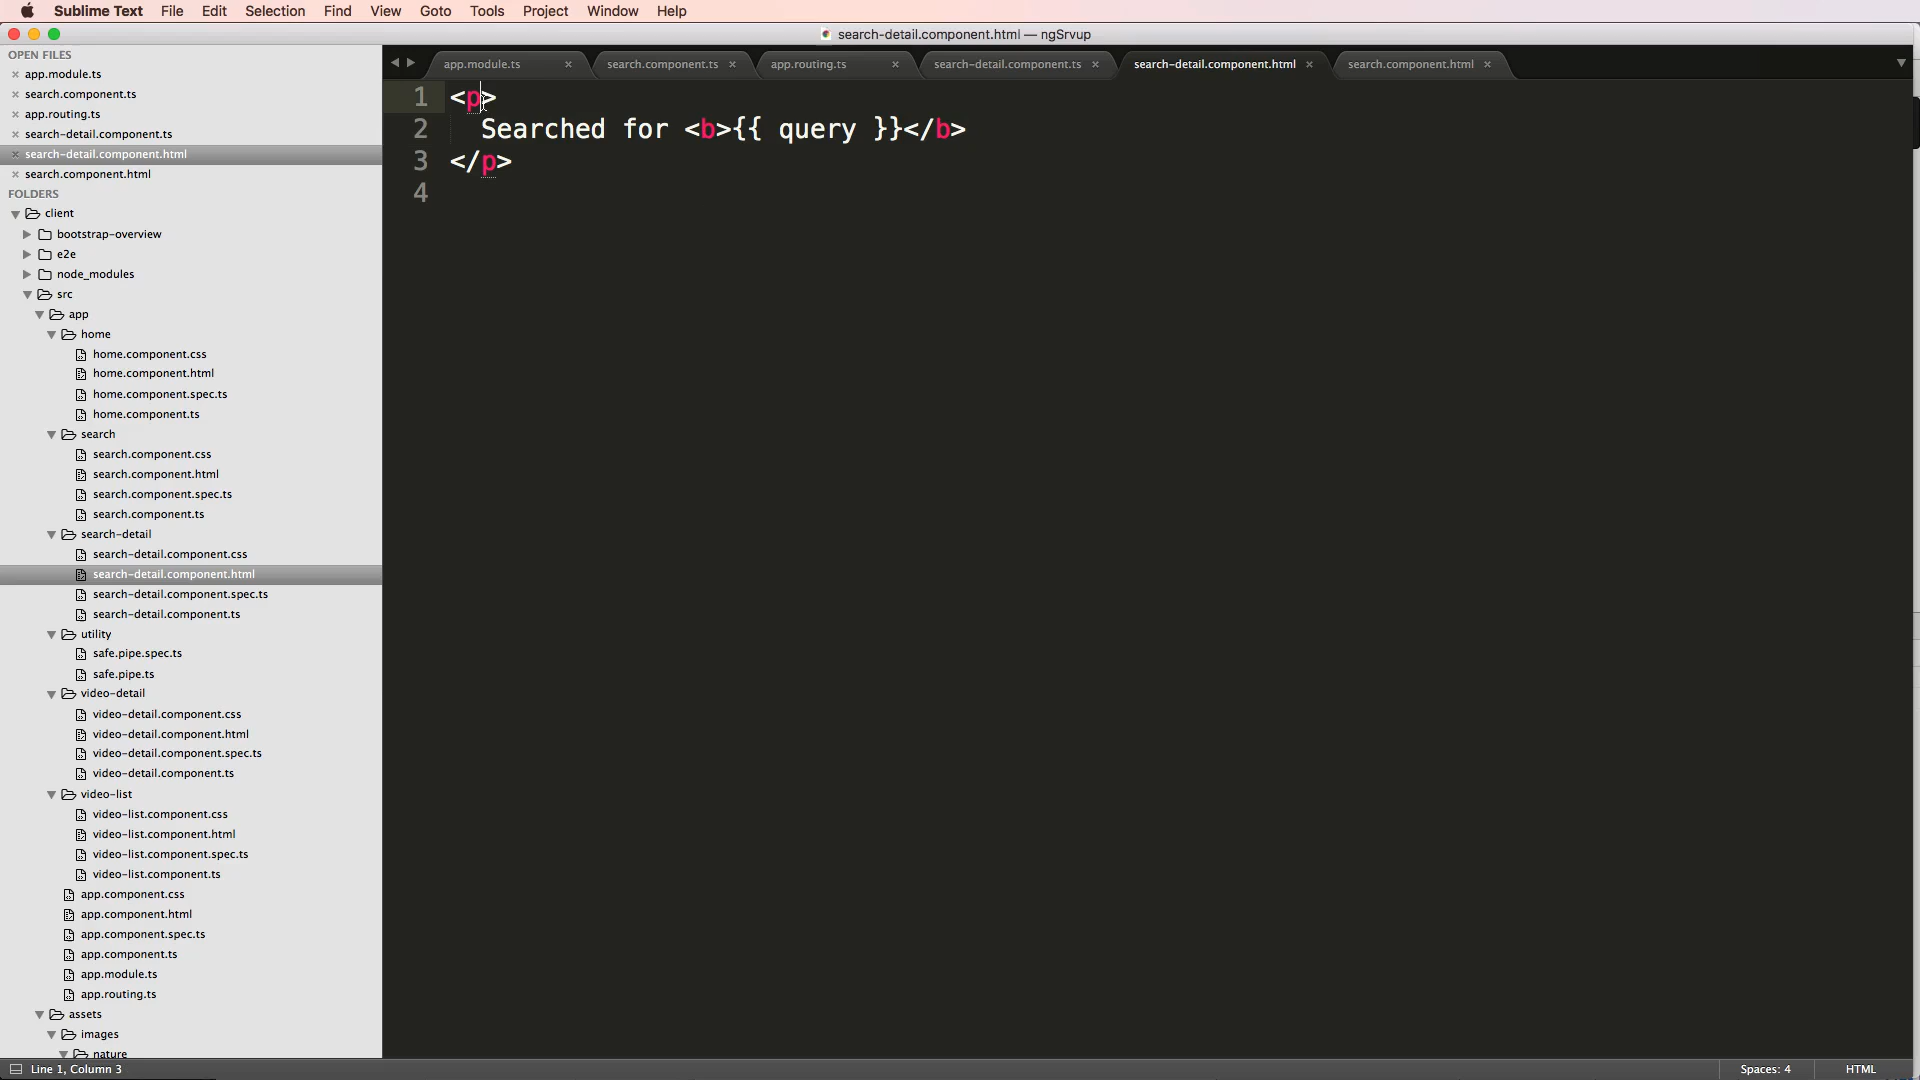 Sublime Text File Edit Selection Find View Goto Tools Project Window Help
search-detail.component.html — ngSrvup
OPEN FILES
app.module.ts
search.component.ts
app.routing.ts
search-detail.component.ts
search-detail.component.html
search.component.html
FOLDERS
client
bootstrap-overview
e2e
node_modules
src
app
home
home.component.css
home.component.html
home.component.spec.ts
home.component.ts
search
search.component.css
search.component.html
search.component.spec.ts
search.component.ts
search-detail
search-detail.component.css
search-detail.component.html
search-detail.component.spec.ts
search-detail.component.ts
utility
safe.pipe.spec.ts
safe.pipe.ts
video-detail
video-detail.component.css
video-detail.component.html
video-detail.component.spec.ts
video-detail.component.ts
video-list
video-list.component.css
video-list.component.html
video-list.component.spec.ts
video-list.component.ts
app.component.css
app.component.html
app.component.spec.ts
app.component.ts
app.module.ts
app.routing.ts
assets
images
nature
app.module.ts search.component.ts app.routing.ts search-detail.component.ts search-detail.component.html search.component.html
1 <p>
2 Searched for <b>{{ query }}</b>
3 </p>
4
Line 1, Column 3 Spaces: 4 HTML